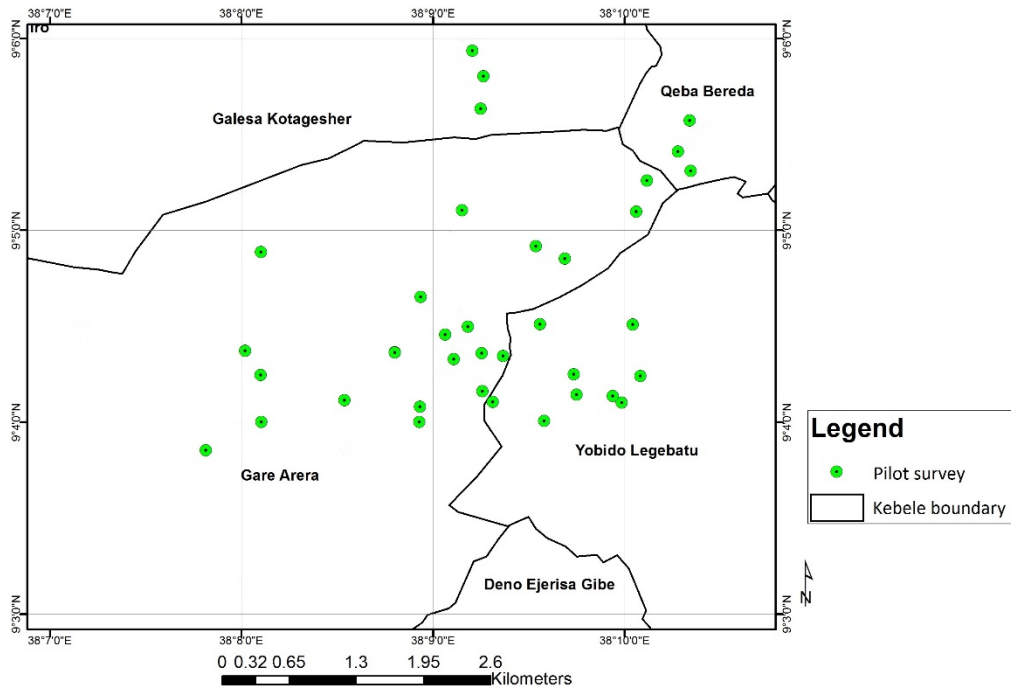 38°7'0"E 38°8'0"E 38°9'0"E 38°10'0"E
9°6'0"N 9°6'0"N
Qeba Bereda
Galesa Kotagesher
9°5'0"N 9°5'0"N
9°4'0"N 9°4'0"N
Yobido Legebatu
Gare Arera
Deno Ejerisa Gibe
9°3'0"N 9°3'0"N
38°7'0"E 38°8'0"E 38°9'0"E 38°10'0"E
0 0.32 0.65 1.3 1.95 2.6
Kilometers
Legend
Pilot survey
Kebele boundary
N